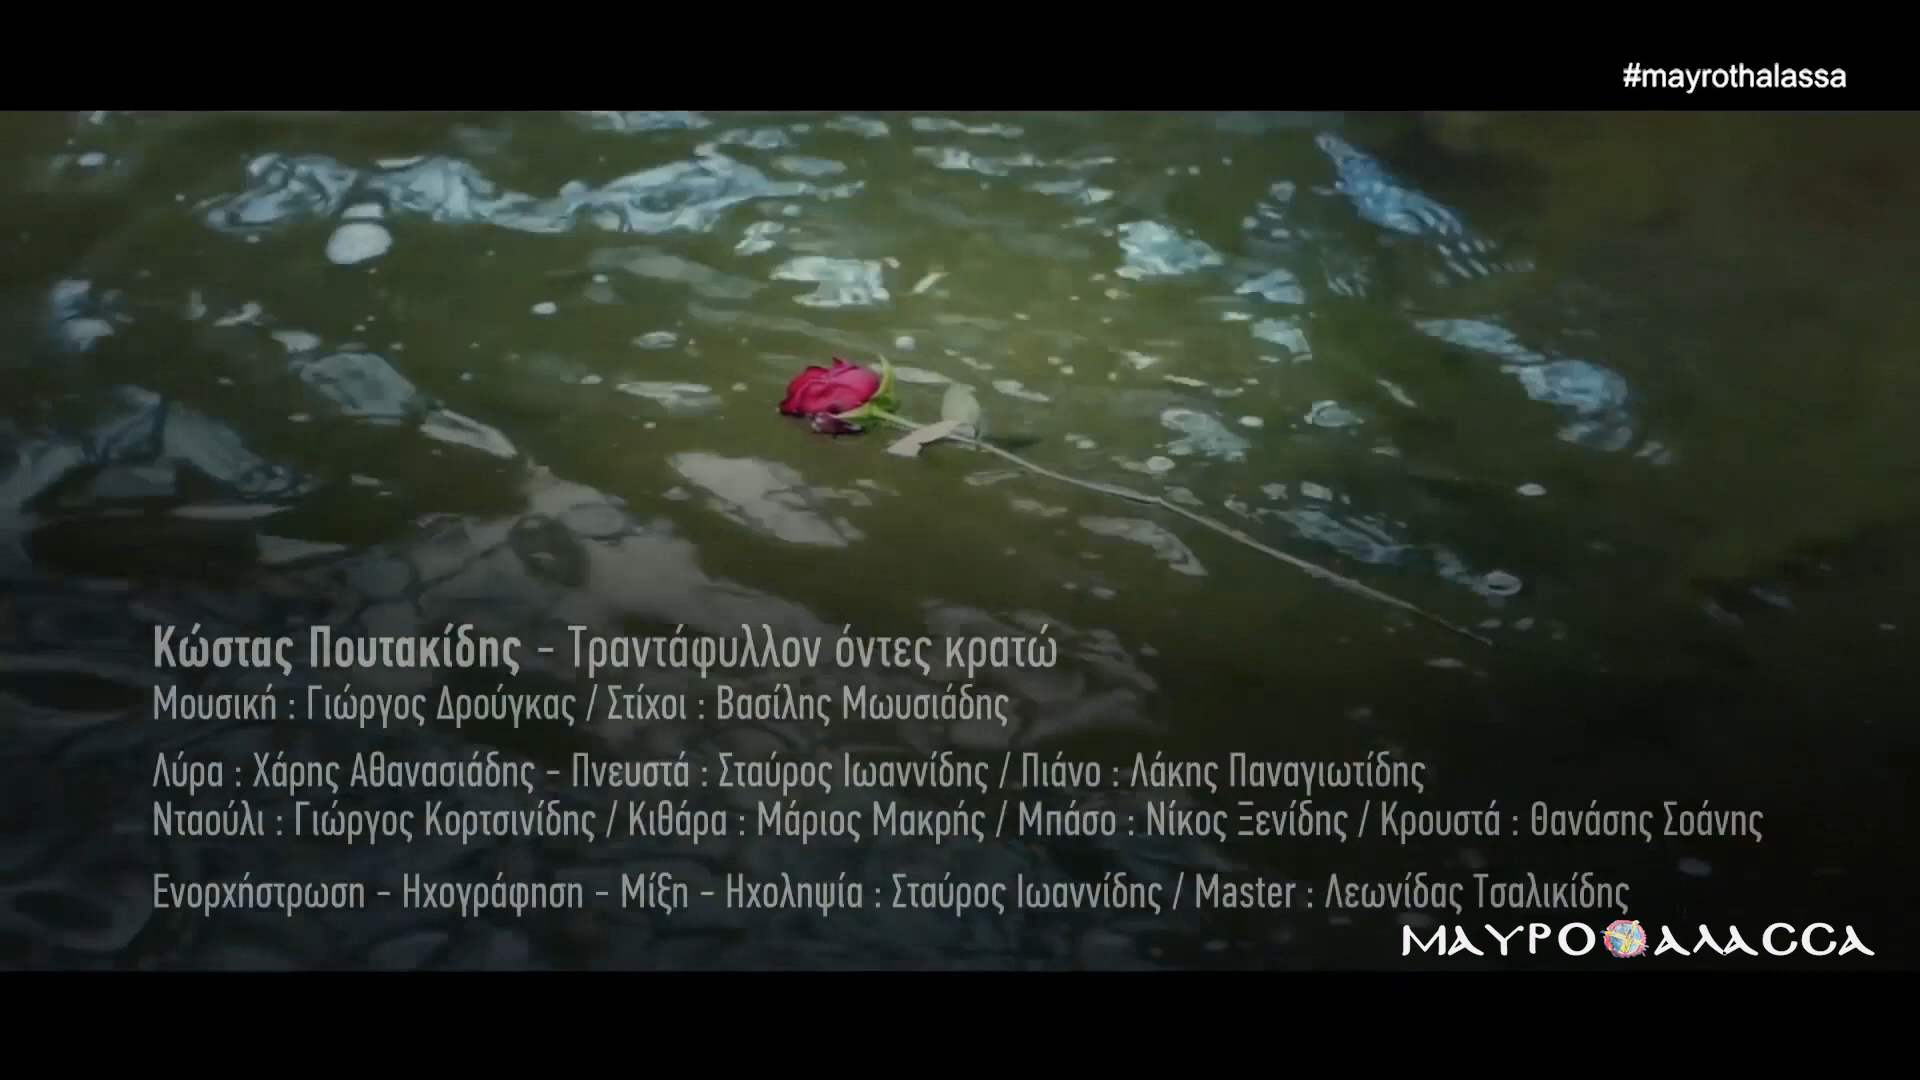 #mayrothalassa
Κώστας Πουτακίδης - Τραντάφυλλον όντες κρατώ
Μουσική : Γιώργος Δρούγκας / Στίχοι : Βασίλης Μωυσιάδης
Λύρα : Χάρης Αθανασιάδης - Πνευστά : Σταύρος Ιωαννίδης / Πιάνο : Λάκης Παναγιωτίδης
Νταούλι : Γιώργος Κορτσινίδης / Κιθάρα : Μάριος Μακρής / Μπάσο : Νίκος Ξενίδης / Κρουστά : Θανάσης Σοάνης
Ενορχήστρωση - Ηχογράφηση - Μίξη - Ηχοληψία : Σταύρος Ιωαννίδης / Master : Λεωνίδας Τσαλικίδης
ΜΑΥΡΟΘΑΛΑССΑ